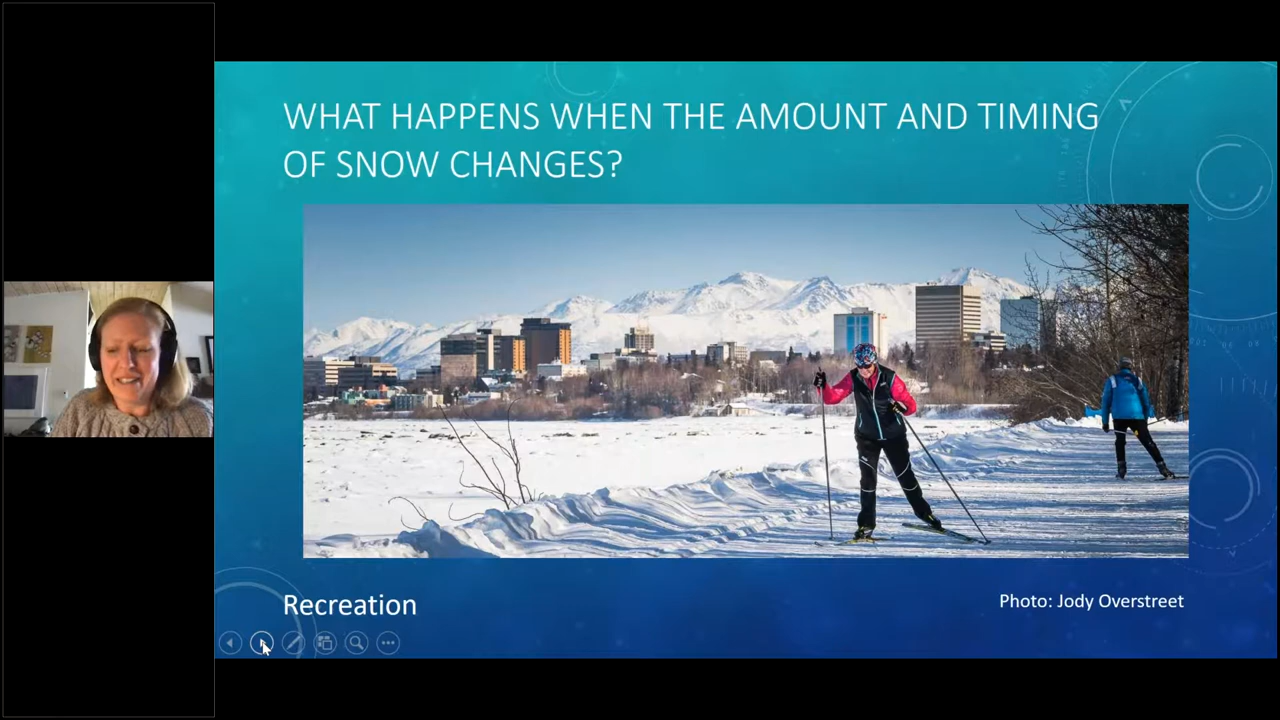 WHAT HAPPENS WHEN THE AMOUNT AND TIMING
OF SNOW CHANGES?
Recreation
Photo: Jody Overstreet